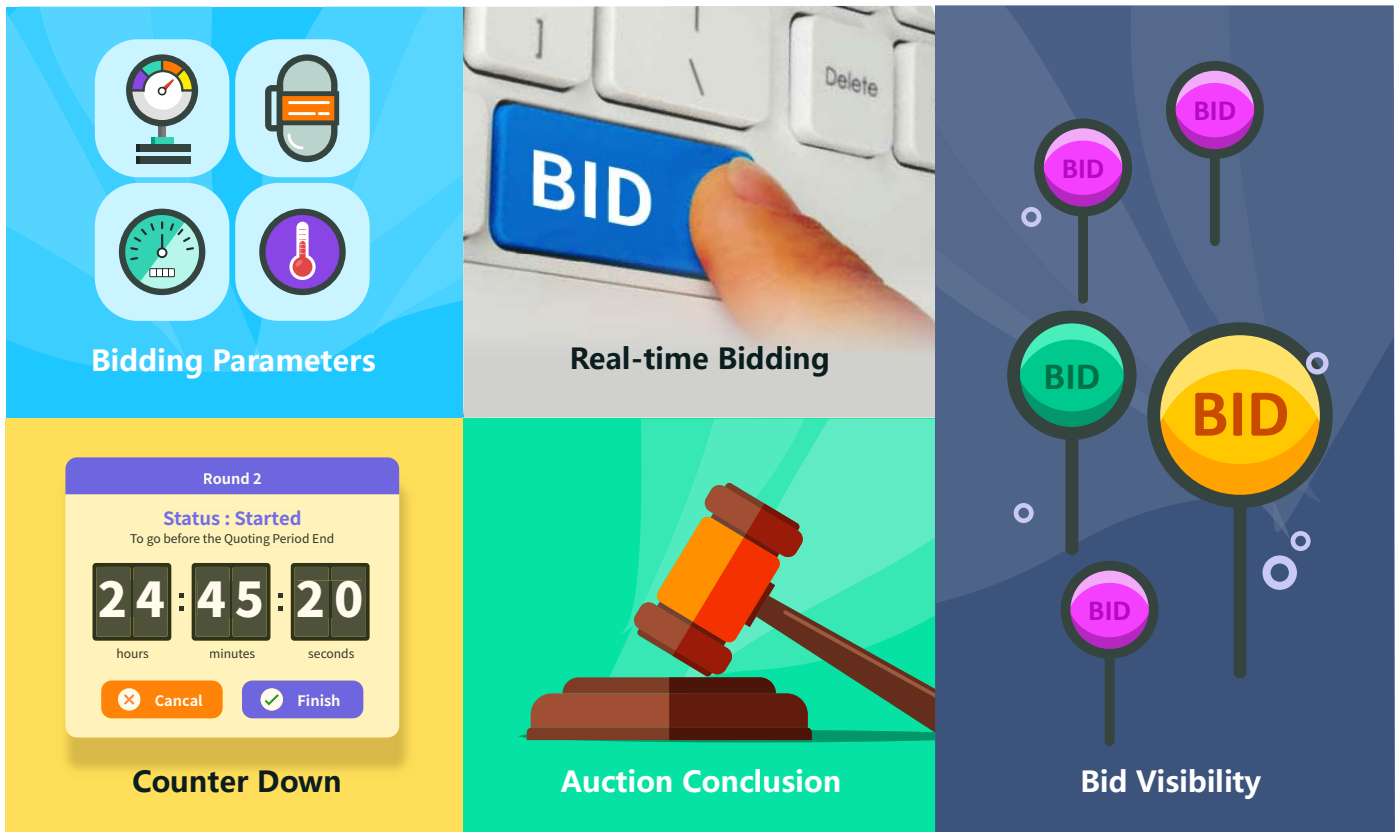 Bidding Parameters
]
\
Delete
BID
Real-time Bidding
BID
BID
BID
BID
BID
Bid Visibility
Round 2
Status : Started
To go before the Quoting Period End
24 : 45 : 20
hours minutes seconds
Cancal Finish
Counter Down
Auction Conclusion